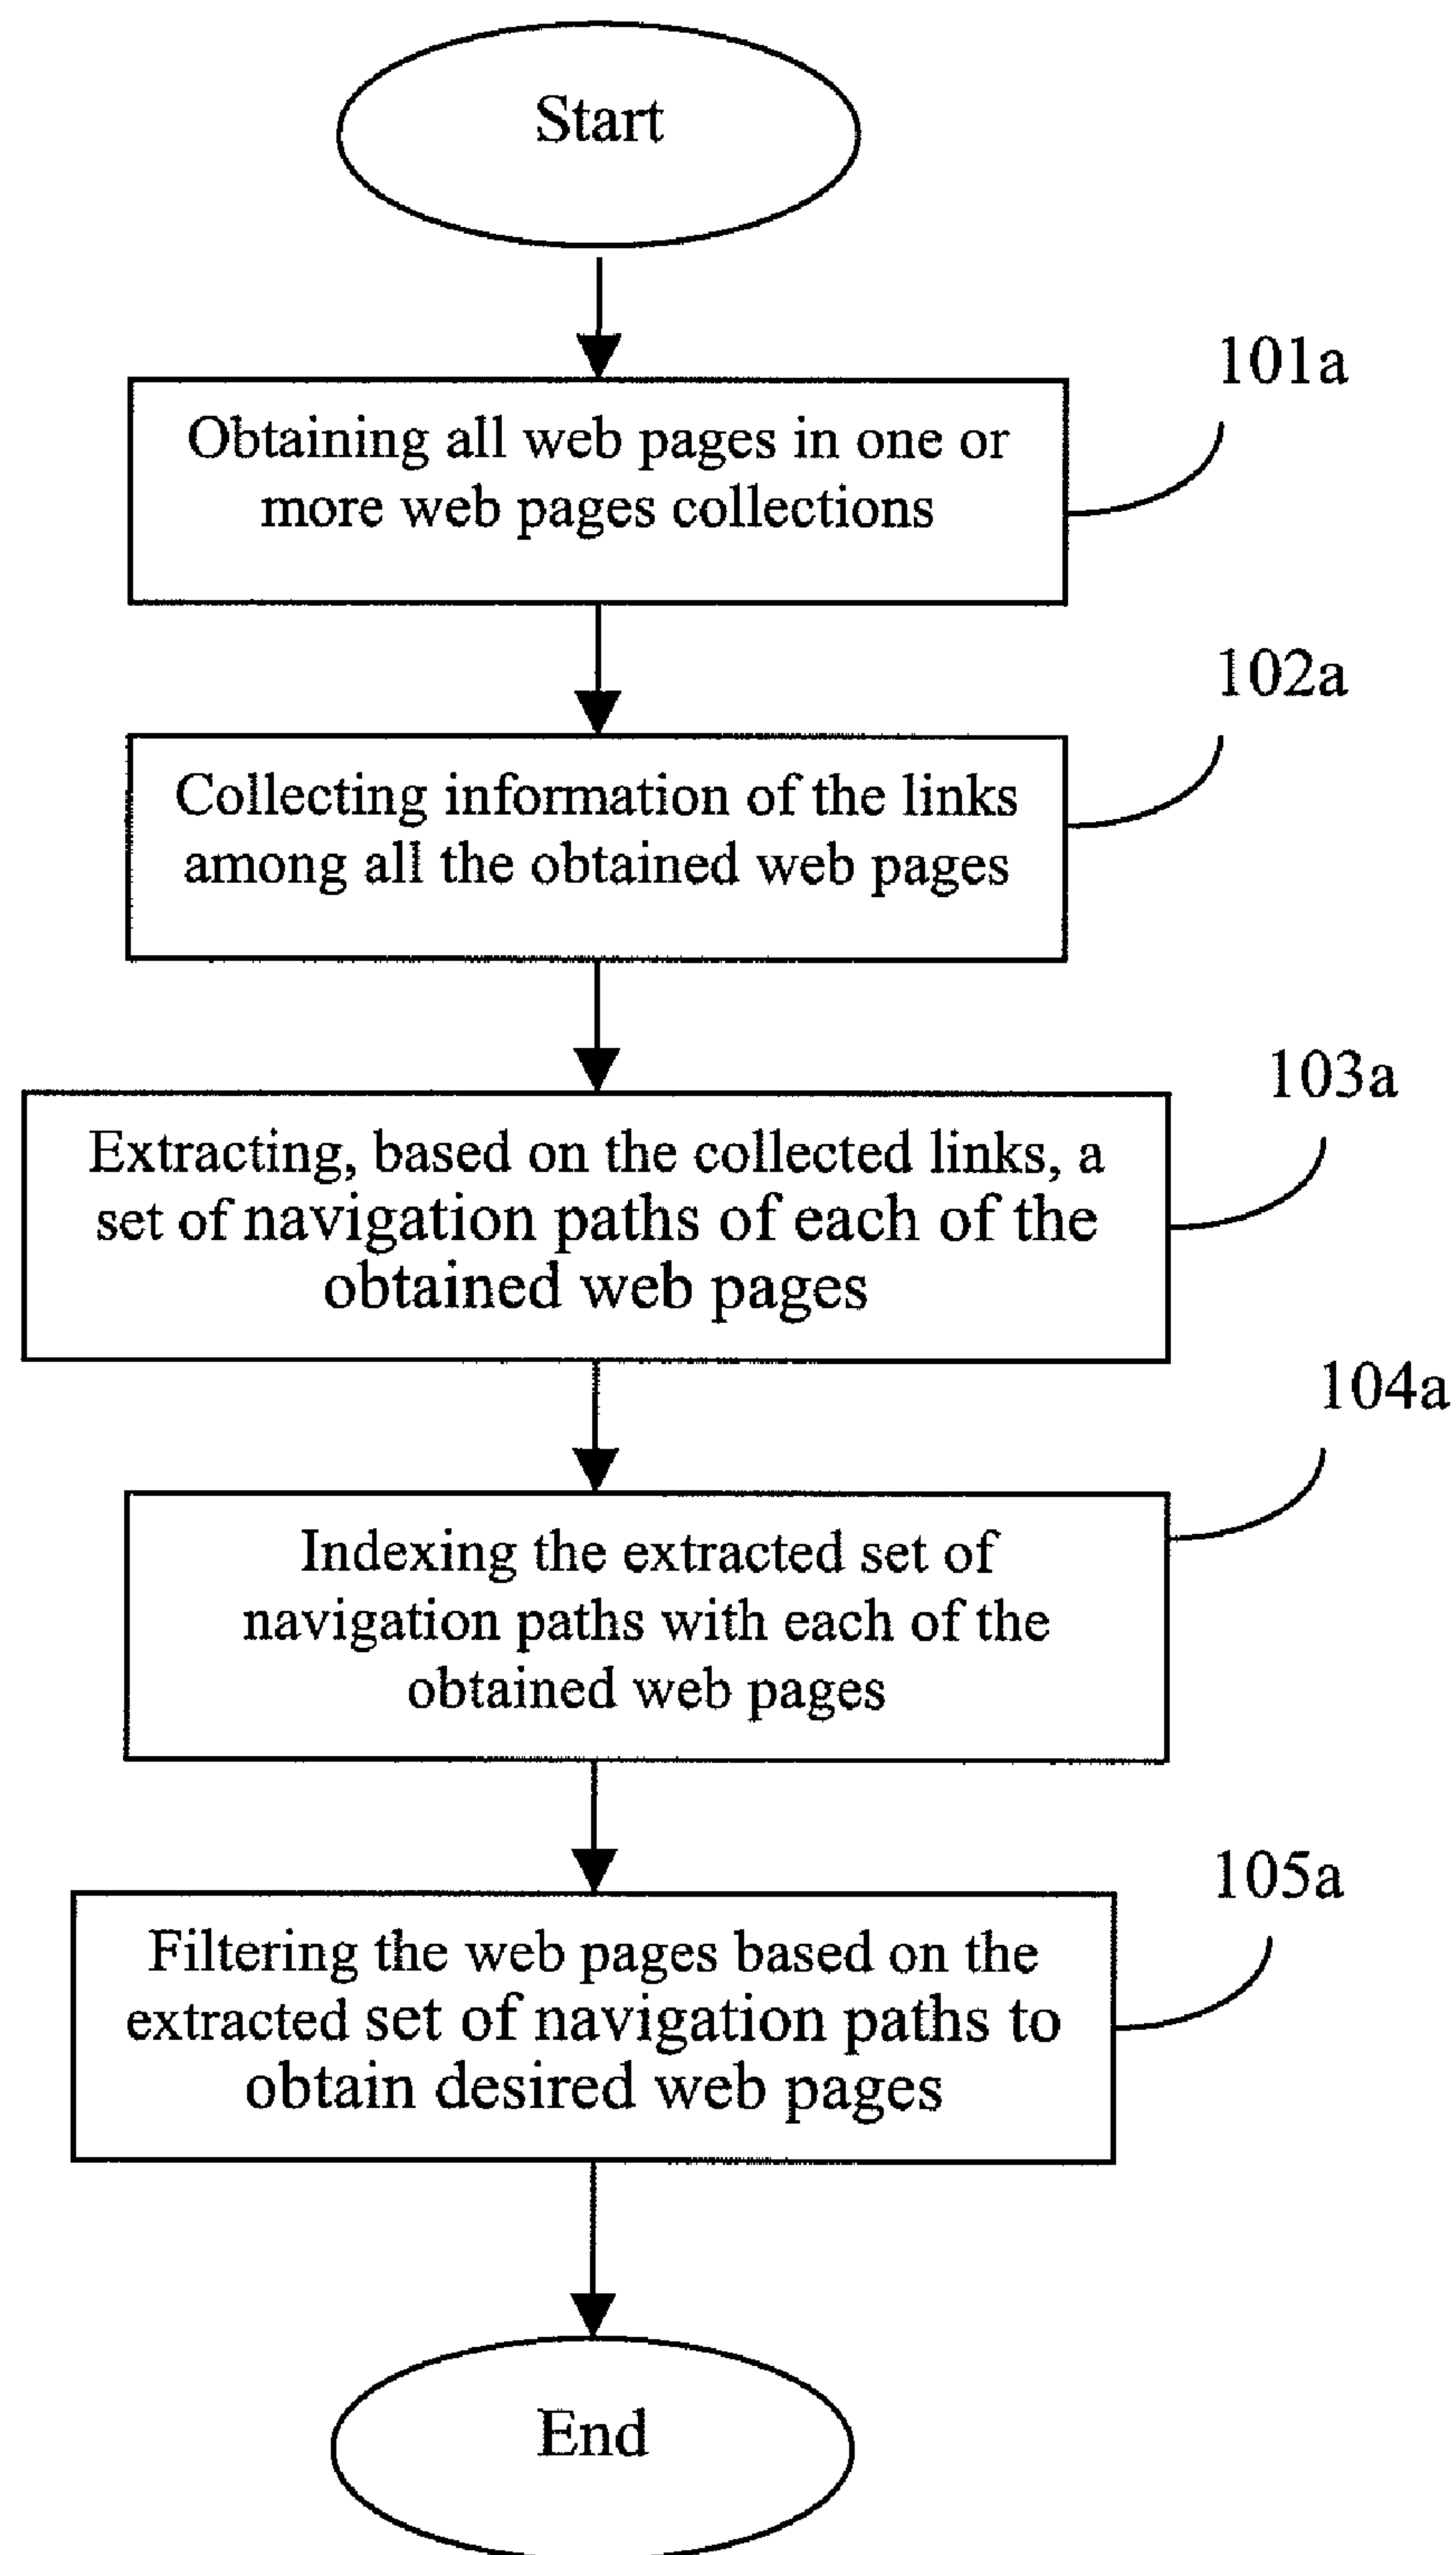 Start
101a
Obtaining all web pages in one or
more web pages collections
102a
Collecting information of the links
among all the obtained web pages
103a
Extracting, based on the collected links, a
set of navigation paths of each of the
obtained web pages
104a
Indexing the extracted set of
navigation paths with each of the
obtained web pages
105a
Filtering the web pages based on the
extracted set of navigation paths to
obtain desired web pages
End